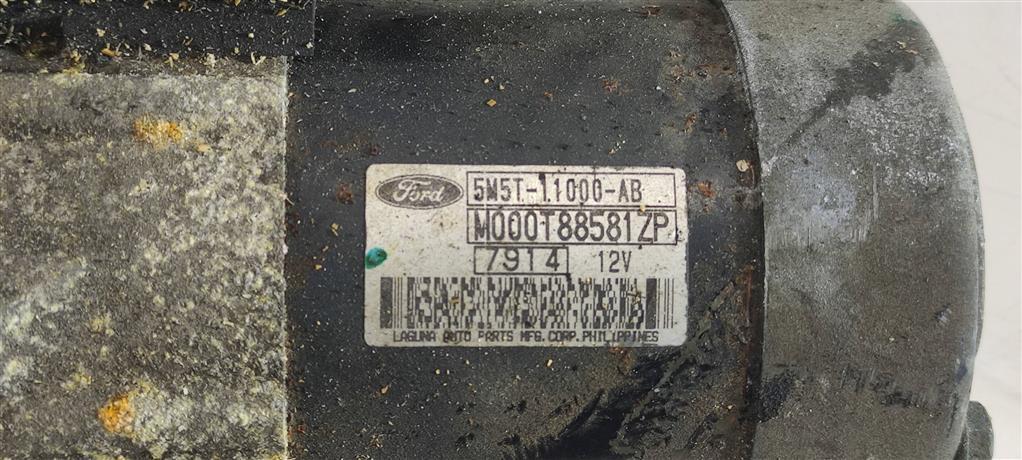 Ford 5M5T-11000-AB
M000T88581ZP
7914 12V
LAGUNA AUTO PARTS MFG.CORP.PHILIPPINES